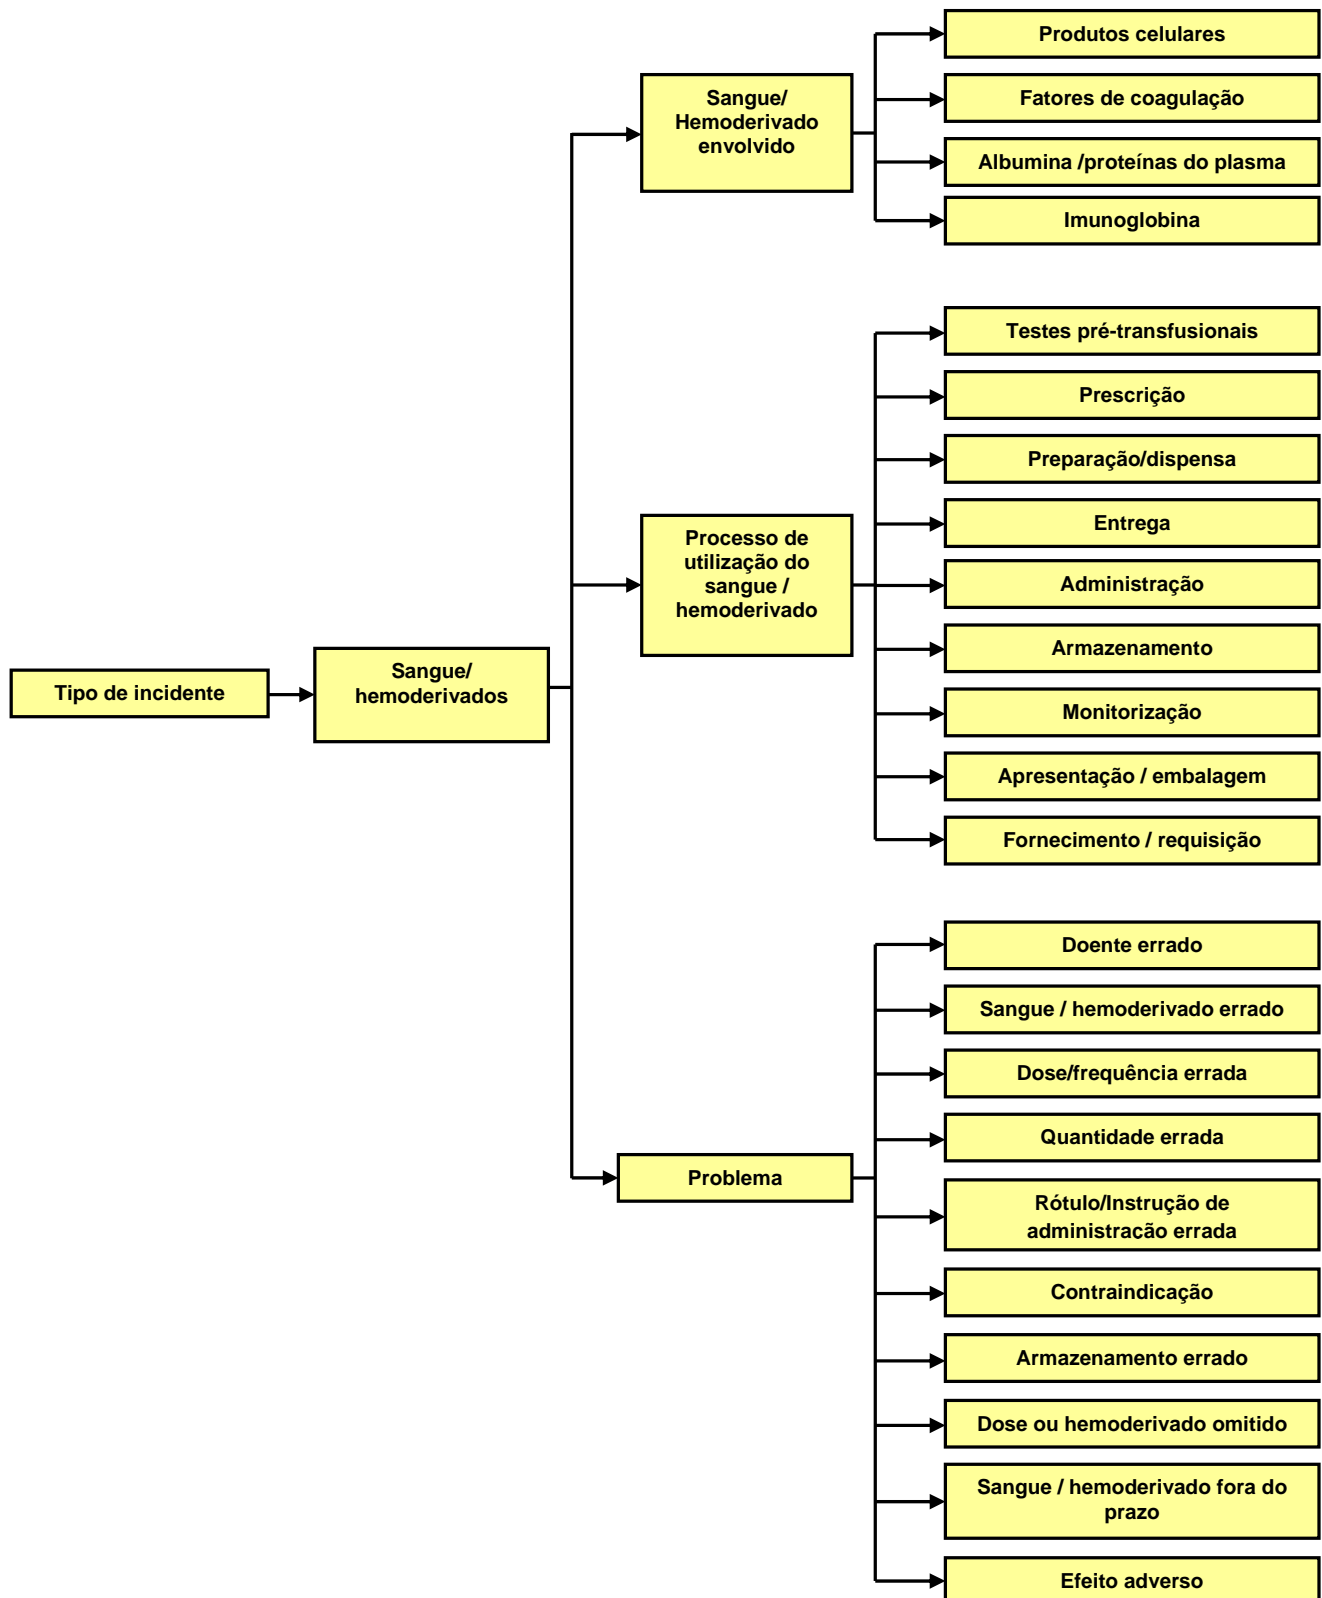 Tipo de incidente
Sangue/
hemoderivados
Sangue/
Hemoderivado
envolvido
Produtos celulares
Fatores de coagulação
Albumina /proteínas do plasma
Imunoglobina
Processo de
utilização do
sangue /
hemoderivado
Testes pré-transfusionais
Prescrição
Preparação/dispensa
Entrega
Administração
Armazenamento
Monitorização
Apresentação / embalagem
Fornecimento / requisição
Problema
Doente errado
Sangue / hemoderivado errado
Dose/frequência errada
Quantidade errada
Rótulo/Instrução de
administração errada
Contraindicação
Armazenamento errado
Dose ou hemoderivado omitido
Sangue / hemoderivado fora do
prazo
Efeito adverso